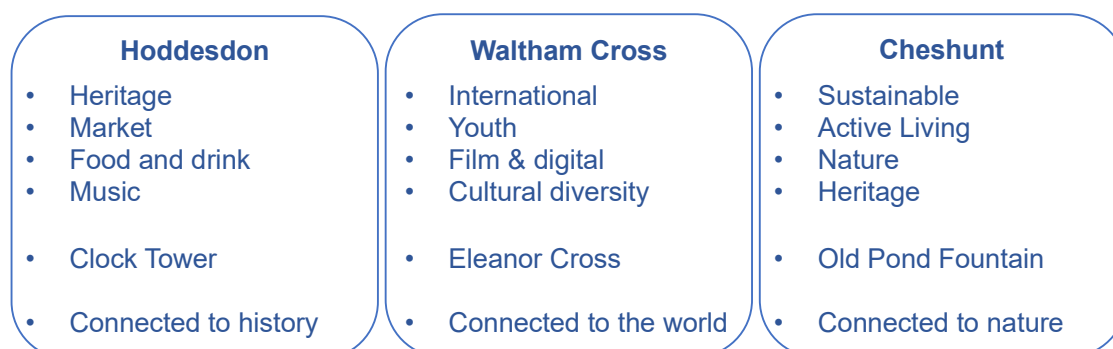 Hoddesdon
• Heritage
• Market
• Food and drink
• Music
• Clock Tower
• Connected to history
Waltham Cross
• International
• Youth
• Film & digital
• Cultural diversity
• Eleanor Cross
• Connected to the world
Cheshunt
• Sustainable
• Active Living
• Nature
• Heritage
• Old Pond Fountain
• Connected to nature